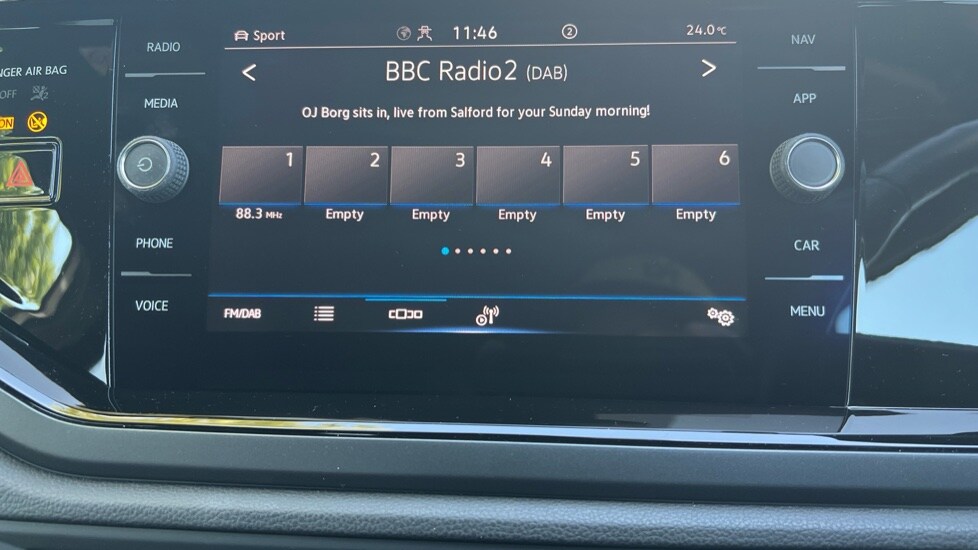 NGER AIR BAG
OFF
ON
RADIO
MEDIA
PHONE
VOICE
Sport 11:46 2 24.0°C
< BBC Radio2 (DAB) >
OJ Borg sits in, live from Salford for your Sunday morning!
1 2 3 4 5 6
88.3 MHz Empty Empty Empty Empty Empty
FM/DAB
NAV
APP
CAR
MENU